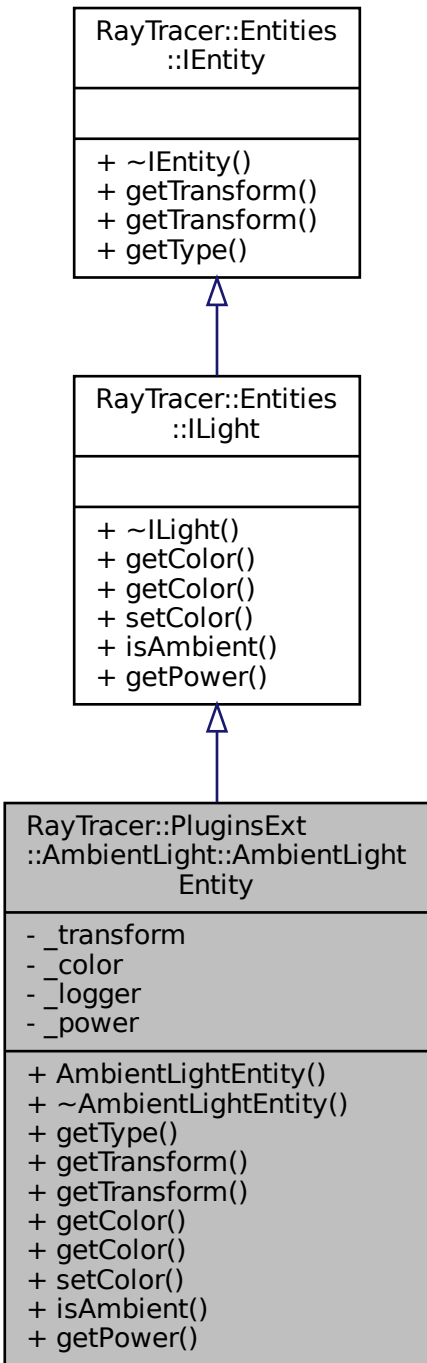 RayTracer::Entities
::IEntity
+ ~IEntity()
+ getTransform()
+ getTransform()
+ getType()
RayTracer::Entities
::ILight
+ ~ILight()
+ getColor()
+ getColor()
+ setColor()
+ isAmbient()
+ getPower()
RayTracer::PluginsExt
::AmbientLight::AmbientLight
Entity
- _transform
- _color
- _logger
- _power
+ AmbientLightEntity()
+ ~AmbientLightEntity()
+ getType()
+ getTransform()
+ getTransform()
+ getColor()
+ getColor()
+ setColor()
+ isAmbient()
+ getPower()